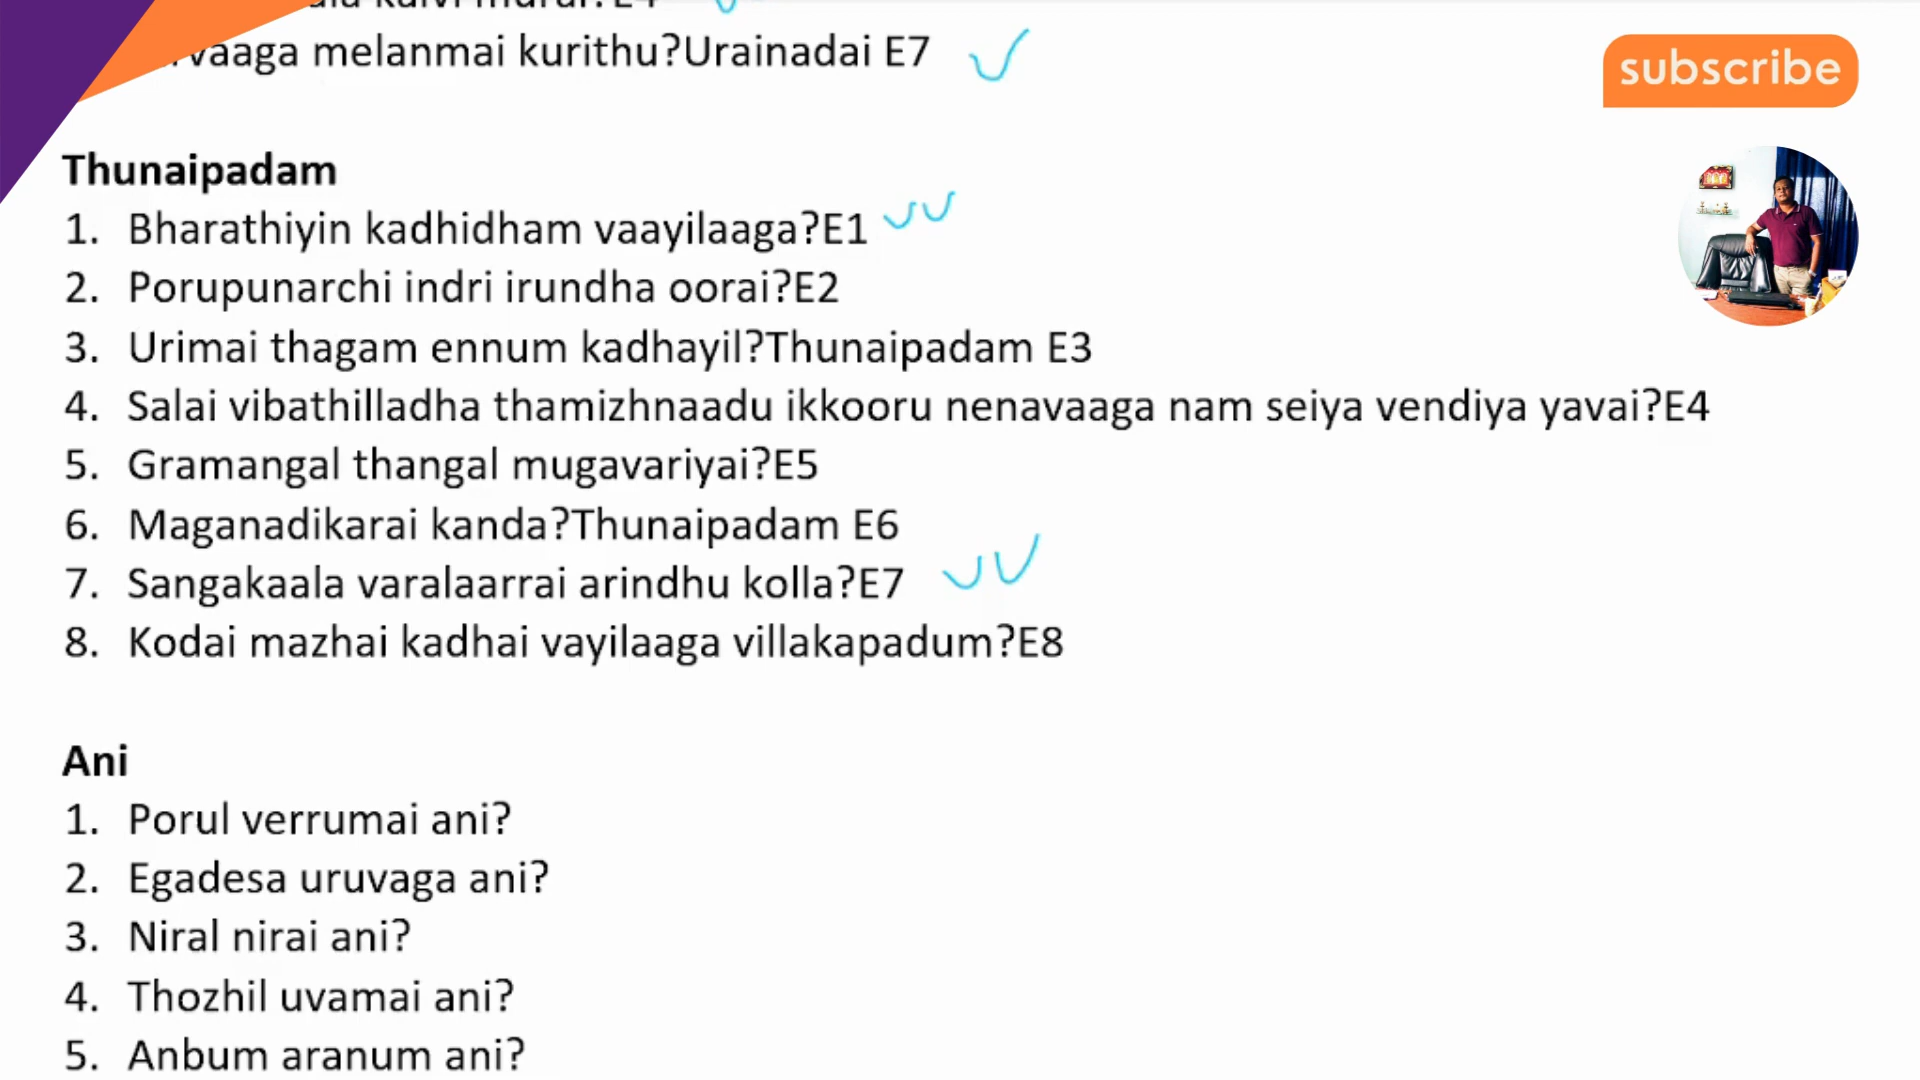 kalvi murai?E4
melanmai kurithu?Urainadai E7
subscribe
Thunaipadam
1. Bharathiyin kadhidham vaayilaaga?E1
2. Porupunarchi indri irundha oorai?E2
3. Urimai thagam ennum kadhayil?Thunaipadam E3
4. Salai vibathilladha thamizhnaadu ikkooru nenavaaga nam seiya vendiya yavai?E4
5. Gramangal thangal mugavariyai?E5
6. Maganadikarai kanda?Thunaipadam E6
7. Sangakaala varalaarrai arindhu kolla?E7
8. Kodai mazhai kadhai vayilaaga villakapadum?E8
Ani
1. Porul verrumai ani?
2. Egadesa uruvaga ani?
3. Niral nirai ani?
4. Thozhil uvamai ani?
5. Anbum aranum ani?